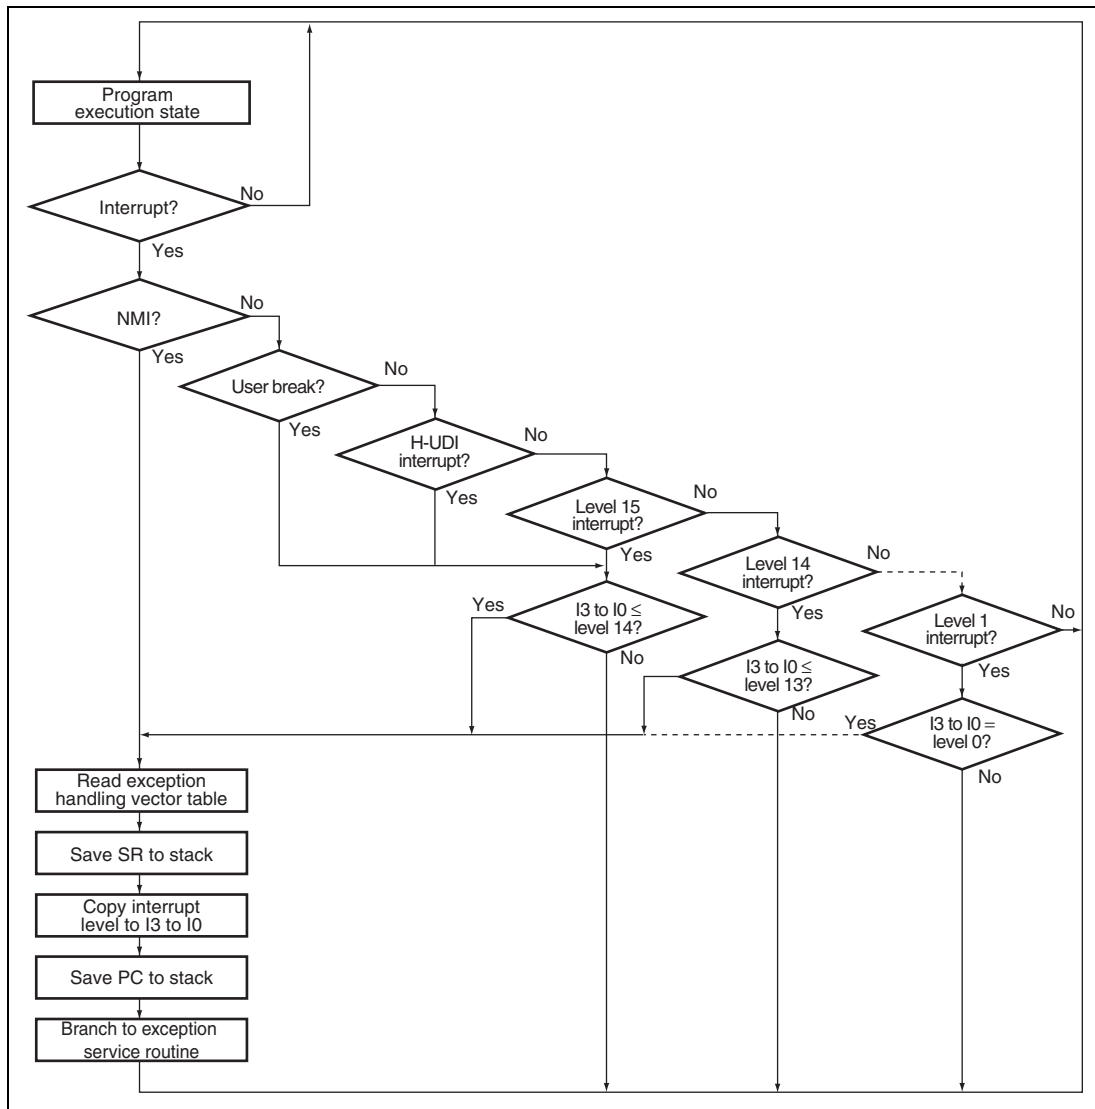 Program
execution state
No
Interrupt?
Yes
No
NMI?
Yes
No
User break?
Yes
No
H-UDI
interrupt?
Yes
No
Level 15
interrupt?
Yes
No
Level 14
interrupt?
Yes
No
Level 1
interrupt?
Yes
Yes
I3 to I0 ≤
level 14?
No
I3 to I0 ≤
level 13?
No
Yes
I3 to I0 =
level 0?
No
Read exception
handling vector table
Save SR to stack
Copy interrupt
level to I3 to I0
Save PC to stack
Branch to exception
service routine